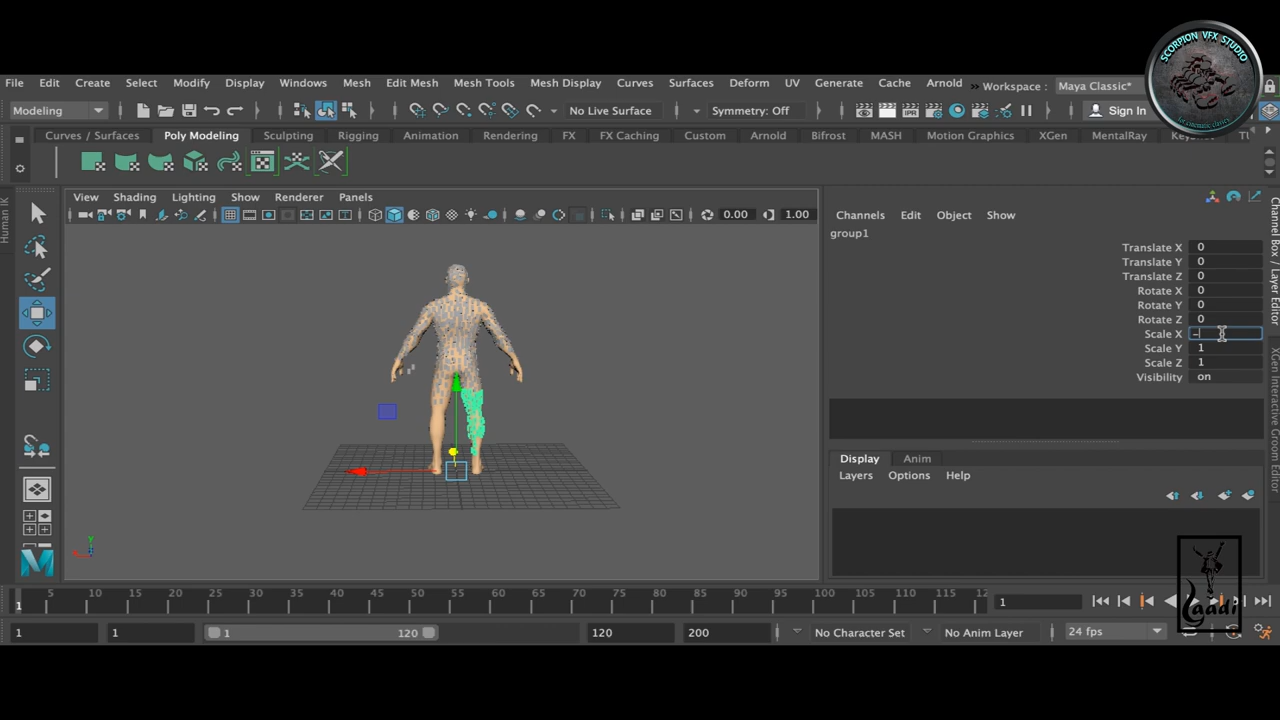 SCORPION VFX STUDIO
File Edit Create Select Modify Display Windows Mesh Edit Mesh Mesh Tools Mesh Display Curves Surfaces Deform UV Generate Cache Arnold Workspace : Maya Classic*
Modeling No Live Surface Symmetry: Off Sign In
Curves / Surfaces Poly Modeling Sculpting Rigging Animation Rendering FX FX Caching Custom Arnold Bifrost MASH Motion Graphics XGen MentalRay
View Shading Lighting Show Renderer Panels
0.00 1.00
Human IK
Channels Edit Object Show
group1
Translate X 0
Translate Y 0
Translate Z 0
Rotate X 0
Rotate Y 0
Rotate Z 0
Scale X -
Scale Y 1
Scale Z 1
Visibility on
Channel Box / Layer Editor
XGen Interactive Groom Editor
Display Anim
Layers Options Help
5 10 15 20 25 30 35 40 45 50 55 60 65 70 75 80 85 90 95 100 105 110 115 12
1 1
1 1 1 120 120 200 No Character Set No Anim Layer 24 fps